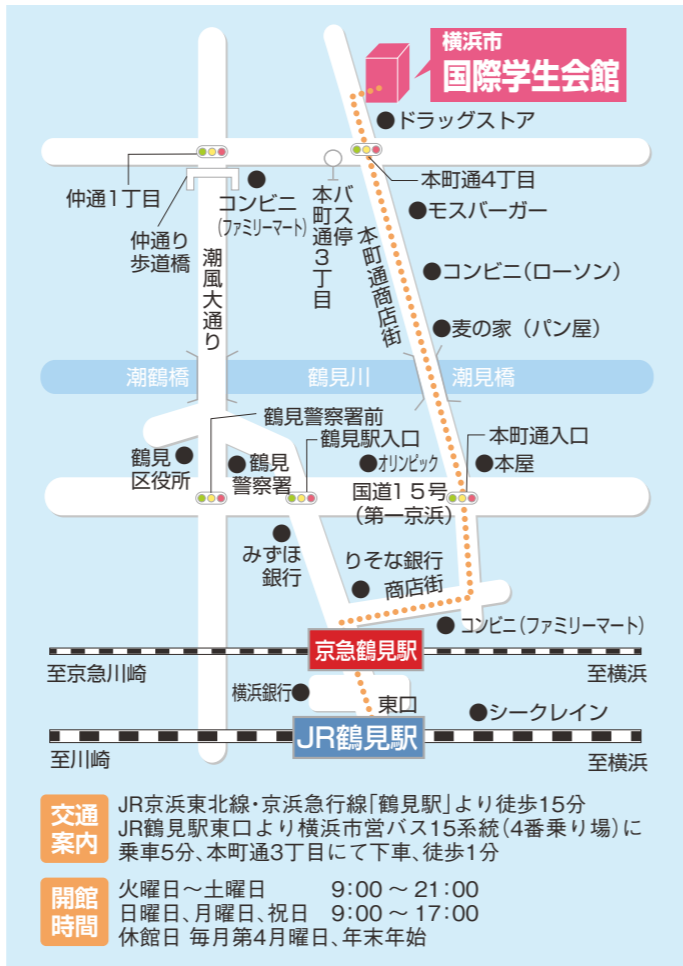 横浜市
国際学生会館
ドラッグストア
仲通1丁目
仲通り
歩道橋
コンビニ
(ファミリーマート)
バス停
本町通3丁目
本町通4丁目
モスバーガー
コンビニ(ローソン)
麦の家(パン屋)
本町通商店街
潮風大通り
潮鶴橋
鶴見川
潮見橋
鶴見警察署前
鶴見駅入口
本町通入口
鶴見
区役所
鶴見
警察署
オリンピック
本屋
国道15号
(第一京浜)
みずほ
銀行
りそな銀行
商店街
コンビニ(ファミリーマート)
京急鶴見駅
至京急川崎
至横浜
横浜銀行
東口
シークレイン
JR鶴見駅
至川崎
至横浜
交通
案内
JR京浜東北線・京浜急行線「鶴見駅」より徒歩15分
JR鶴見駅東口より横浜市営バス15系統(4番乗り場)に
乗車5分、本町通3丁目にて下車、徒歩1分
開館
時間
火曜日〜土曜日 9:00〜21:00
日曜日、月曜日、祝日 9:00〜17:00
休館日 毎月第4月曜日、年末年始